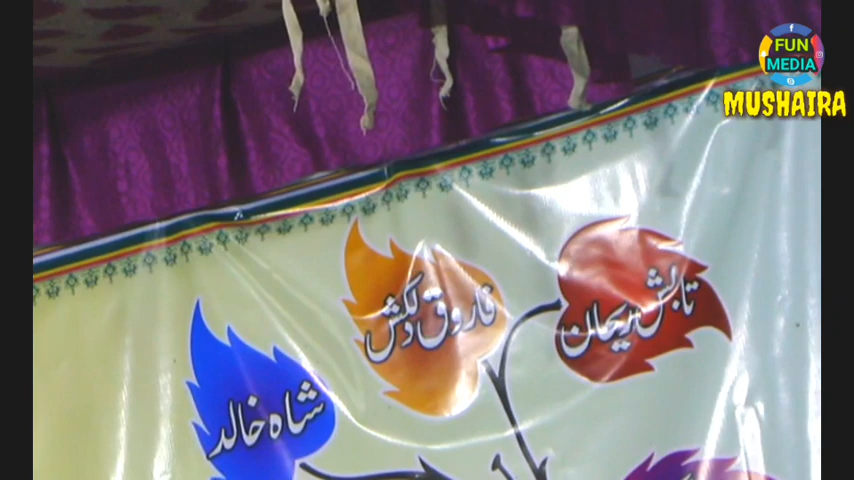 FUN
MEDIA
MUSHAIRA
تابش ریحان
فاروق دلکش
شاہ خالد